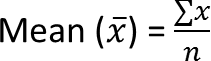 Mean (x̄) = ∑x / n